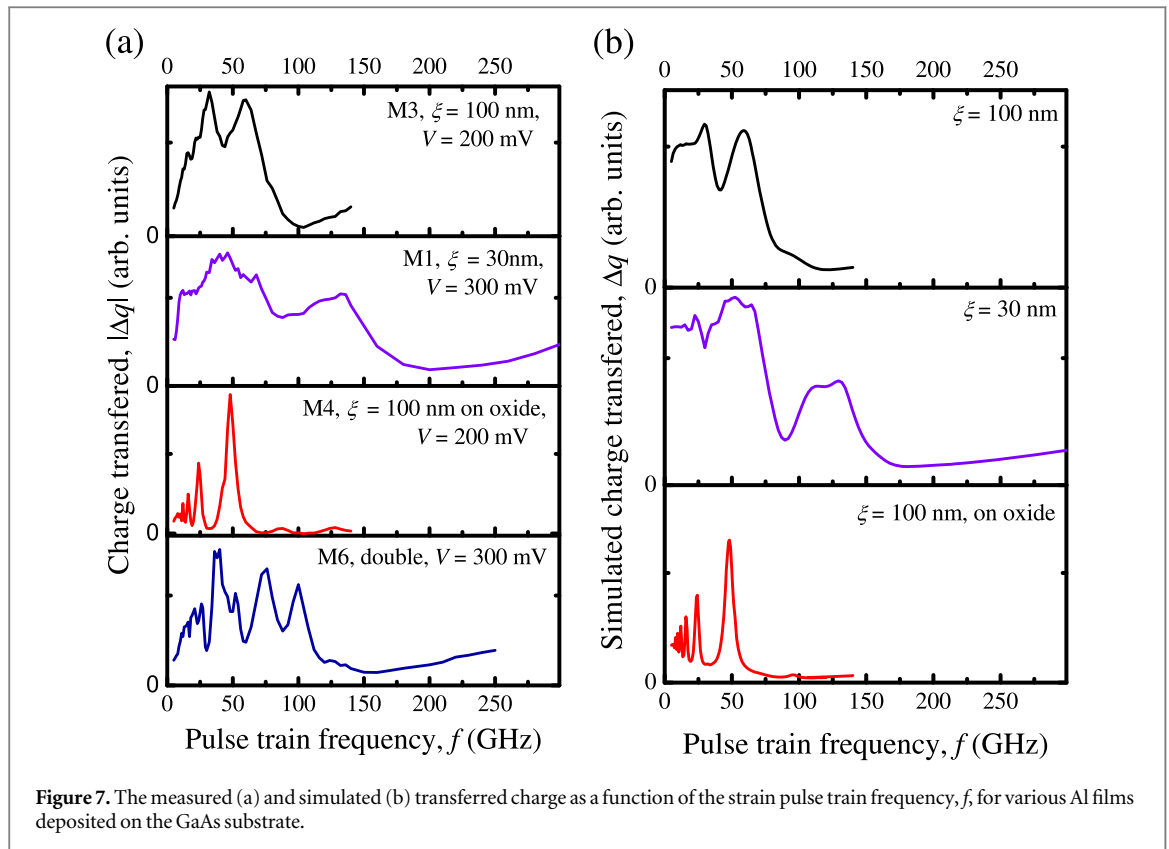 (a)
0 50 100 150 200 250
Charge transfered, |Δq| (arb. units)
M3, ξ = 100 nm,
V = 200 mV
0
M1, ξ = 30nm,
V = 300 mV
0
M4, ξ = 100 nm on oxide,
V = 200 mV
0
M6, double, V = 300 mV
0
0 50 100 150 200 250
Pulse train frequency, f (GHz)
(b)
0 50 100 150 200 250
Simulated charge transfered, Δq (arb. units)
ξ = 100 nm
0
ξ = 30 nm
0
ξ = 100 nm, on oxide
0
0 50 100 150 200 250
Pulse train frequency, f (GHz)
Figure 7. The measured (a) and simulated (b) transferred charge as a function of the strain pulse train frequency, f, for various Al films
deposited on the GaAs substrate.